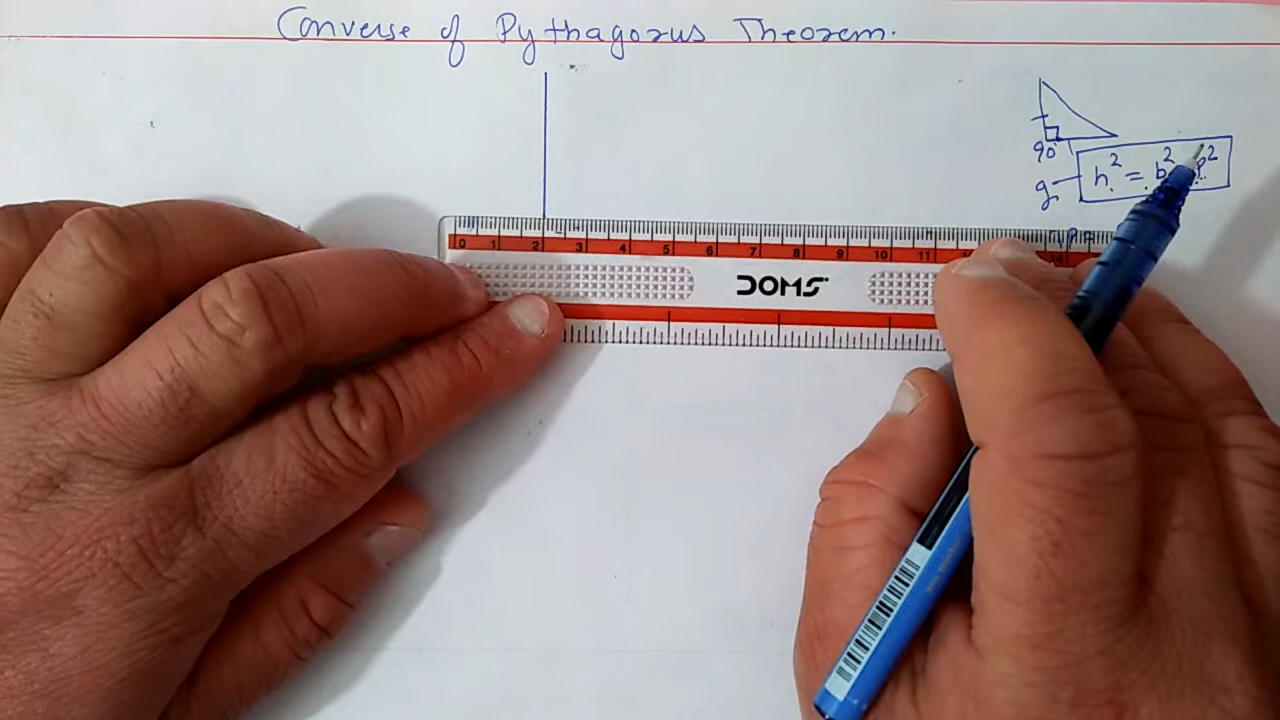 Converse of Pythagorus Theorem.
90°
g
h² = b² p²
0 1 2 3 4 5 6 7 8 9 10 11 14
DOMS